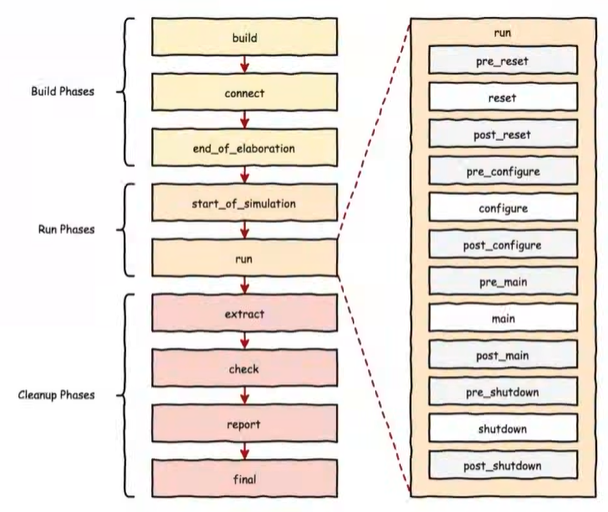 Build Phases
build
connect
end_of_elaboration
Run Phases
start_of_simulation
run
Cleanup Phases
extract
check
report
final
run
pre_reset
reset
post_reset
pre_configure
configure
post_configure
pre_main
main
post_main
pre_shutdown
shutdown
post_shutdown